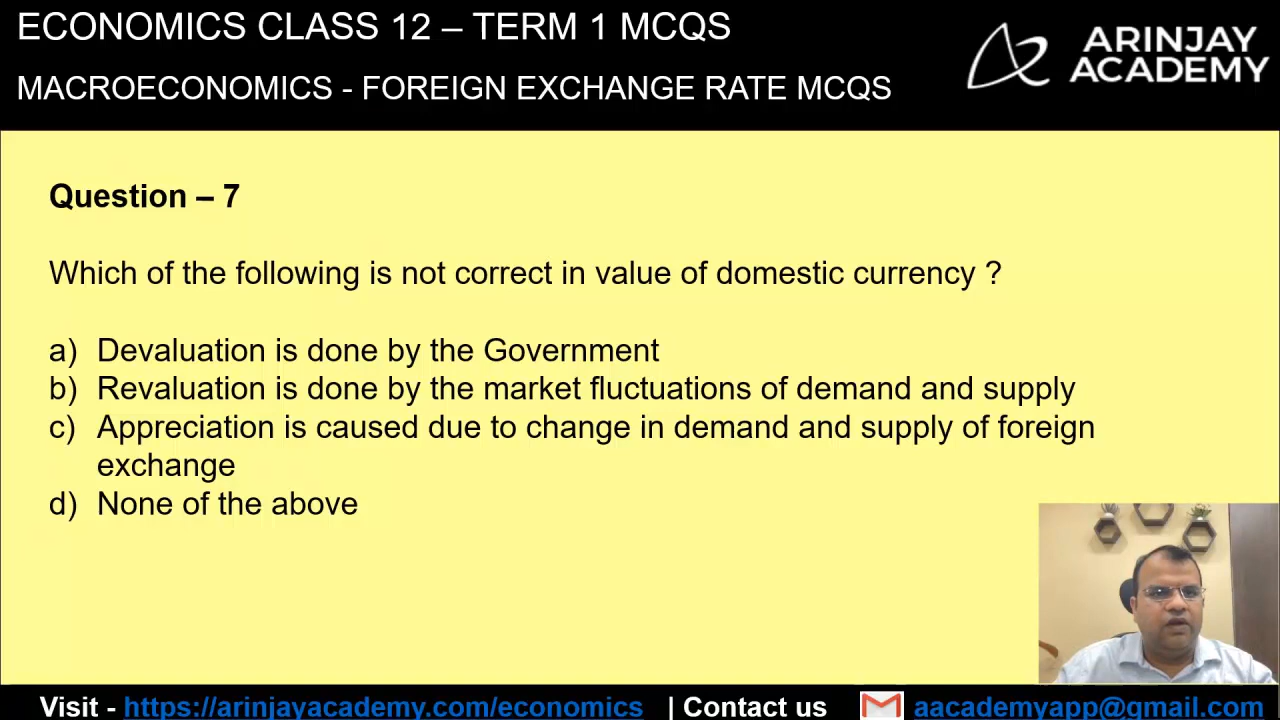 ECONOMICS CLASS 12 – TERM 1 MCQS
MACROECONOMICS - FOREIGN EXCHANGE RATE MCQS
ARINJAY
ACADEMY
Question – 7
Which of the following is not correct in value of domestic currency ?
a) Devaluation is done by the Government
b) Revaluation is done by the market fluctuations of demand and supply
c) Appreciation is caused due to change in demand and supply of foreign
exchange
d) None of the above
Visit - https://arinjayacademy.com/economics | Contact us aacademyapp@gmail.com